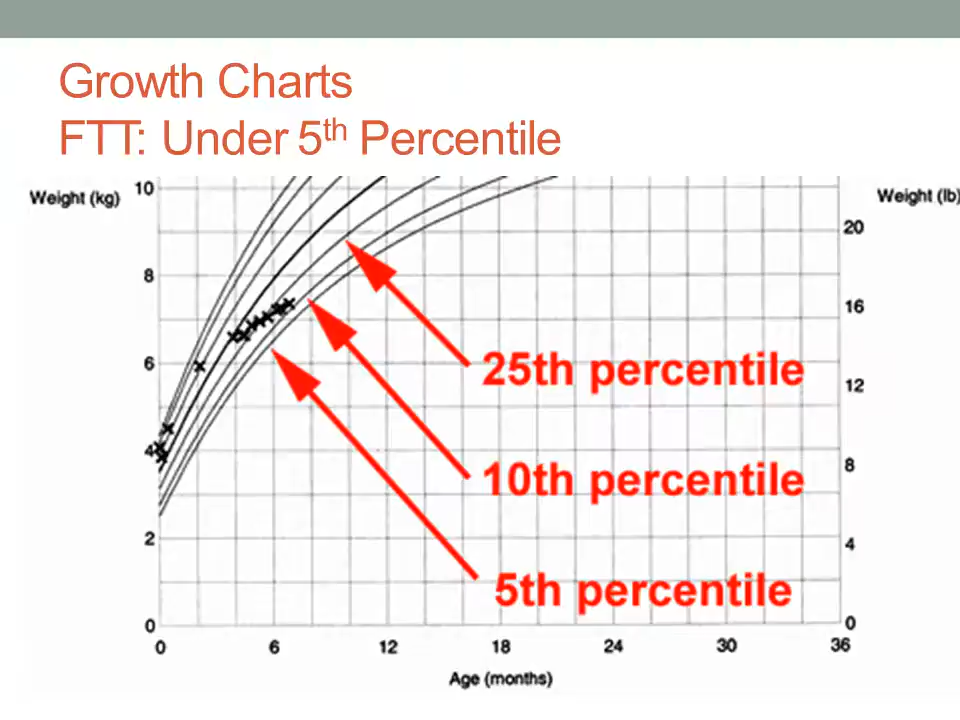 Growth Charts
FTT: Under 5th Percentile
Weight (kg)
Weight (lb)
10
8
6
4
2
0
20
16
12
8
4
0
25th percentile
10th percentile
5th percentile
0 6 12 18 24 30 36
Age (months)